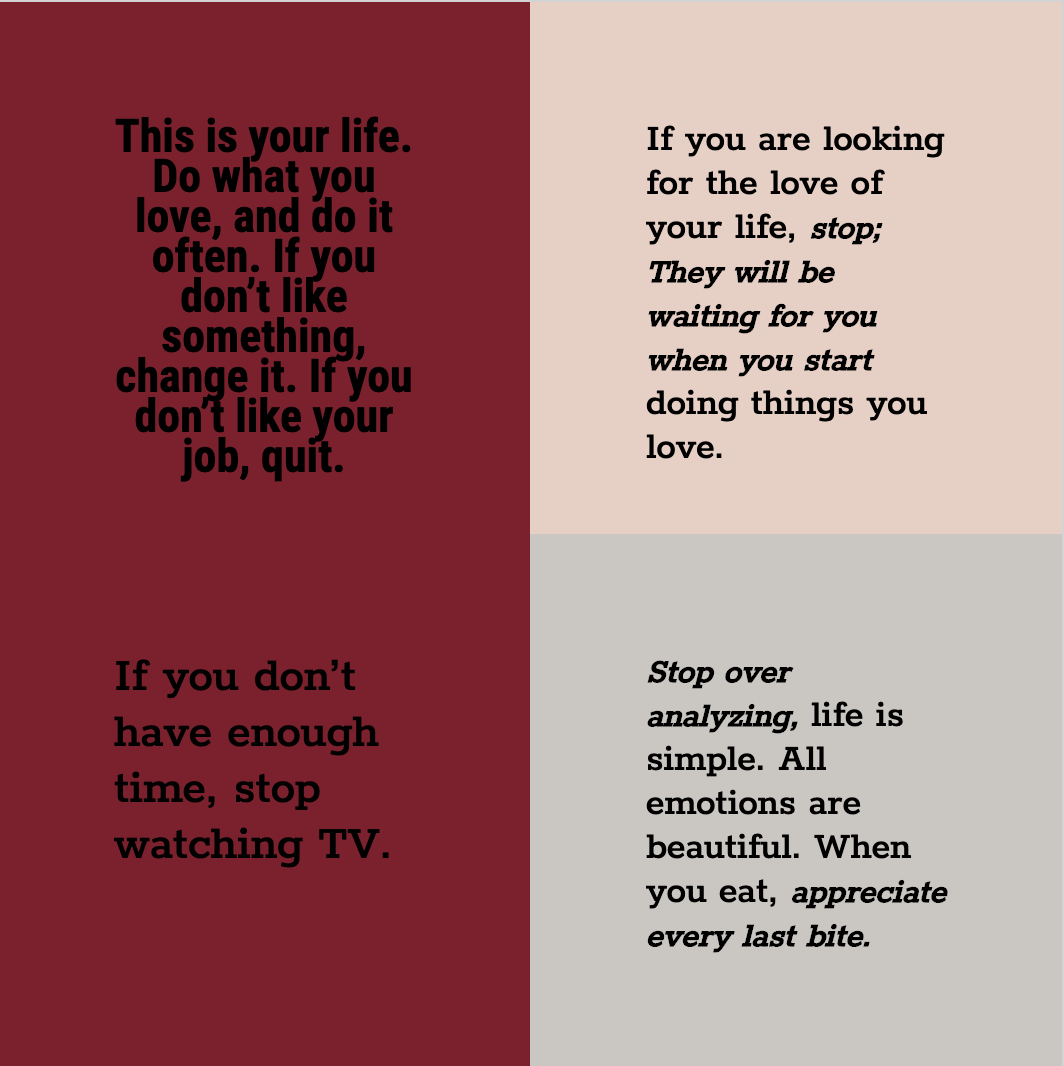 This is your life.
Do what you
love, and do it
often. If you
don’t like
something,
change it. If you
don’t like your
job, quit.
If you are looking
for the love of
your life, stop;
They will be
waiting for you
when you start
doing things you
love.
If you don’t
have enough
time, stop
watching TV.
Stop over
analyzing, life is
simple. All
emotions are
beautiful. When
you eat, appreciate
every last bite.